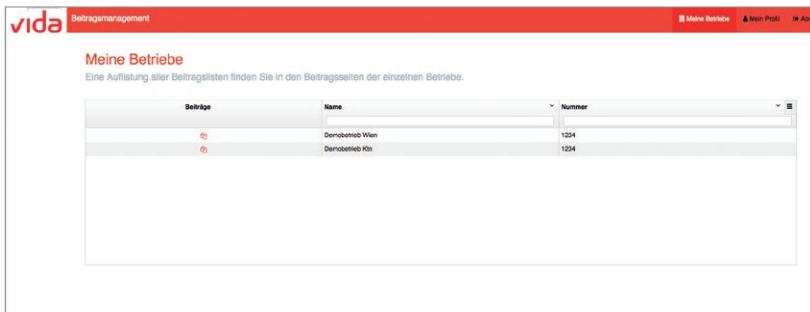 vida
Beitragsmanagement
Meine Betriebe
Mein Profil
Meine Betriebe
Eine Auflistung aller Beitragslisten finden Sie in den Beitragsseiten der einzelnen Betriebe.
Beiträge Name Nummer
Demobetrieb Wien 1234
Demobetrieb Ktn 1234